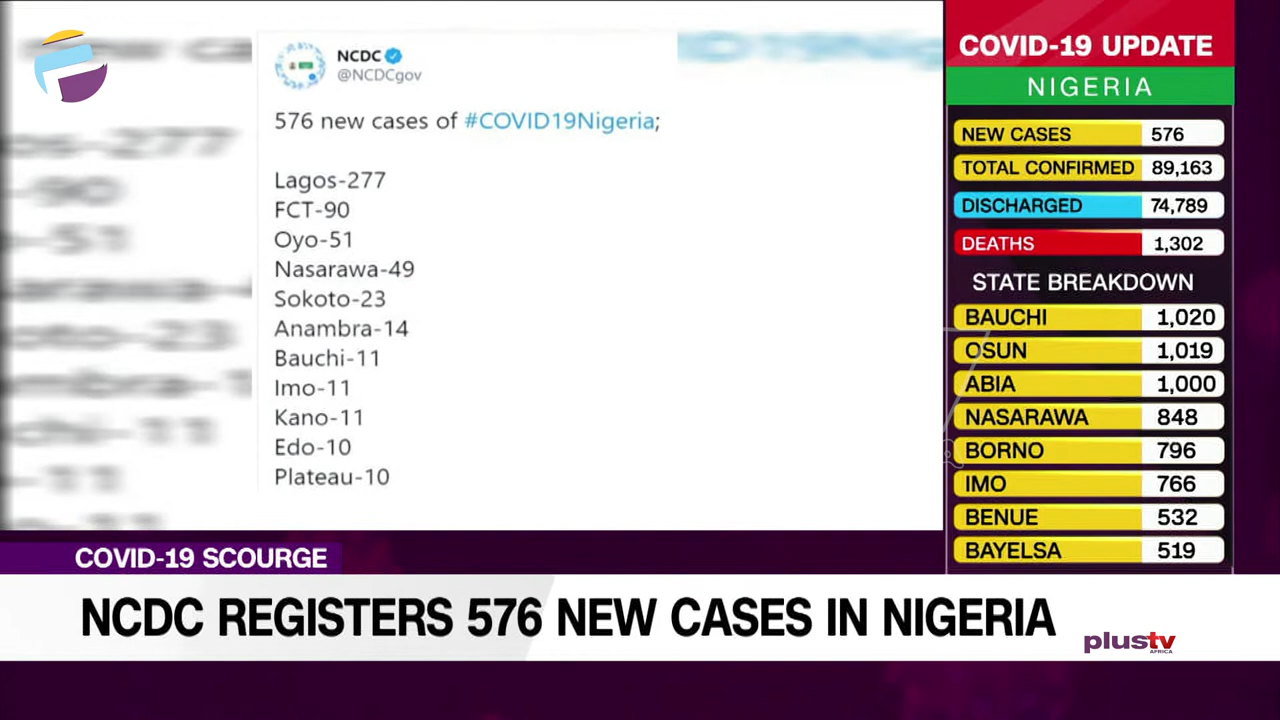 NCDC
@NCDCgov
576 new cases of #COVID19Nigeria;
Lagos-277
FCT-90
Oyo-51
Nasarawa-49
Sokoto-23
Anambra-14
Bauchi-11
Imo-11
Kano-11
Edo-10
Plateau-10
COVID-19 UPDATE
NIGERIA
NEW CASES 576
TOTAL CONFIRMED 89,163
DISCHARGED 74,789
DEATHS 1,302
STATE BREAKDOWN
BAUCHI 1,020
OSUN 1,019
ABIA 1,000
NASARAWA 848
BORNO 796
IMO 766
BENUE 532
BAYELSA 519
COVID-19 SCOURGE
NCDC REGISTERS 576 NEW CASES IN NIGERIA
plustv
AFRICA